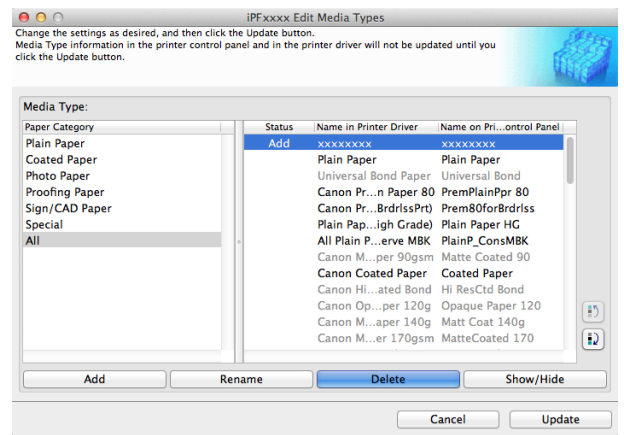 iPFxxxx Edit Media Types
Change the settings as desired, and then click the Update button.
Media Type information in the printer control panel and in the printer driver will not be updated until you
click the Update button.
Media Type:
Paper Category Status Name in Printer Driver Name on Pri...ontrol Panel
Plain Paper Add xxxxxxxx xxxxxxxx
Coated Paper Plain Paper Plain Paper
Photo Paper Universal Bond Paper Universal Bond
Proofing Paper Canon Pr...n Paper 80 PremPlainPpr 80
Sign/CAD Paper Canon Pr...BrdrlssPrt) Prem80forBrdrlss
Special Plain Pap...igh Grade) Plain Paper HG
All All Plain P...erve MBK PlainP_ConsMBK
Canon M...per 90gsm Matte Coated 90
Canon Coated Paper Coated Paper
Canon Hi...ated Bond Hi ResCtd Bond
Canon Op...per 120g Opaque Paper 120
Canon M...aper 140g Matt Coat 140g
Canon M...er 170gsm MatteCoated 170
Add Rename Delete Show/Hide
Cancel Update